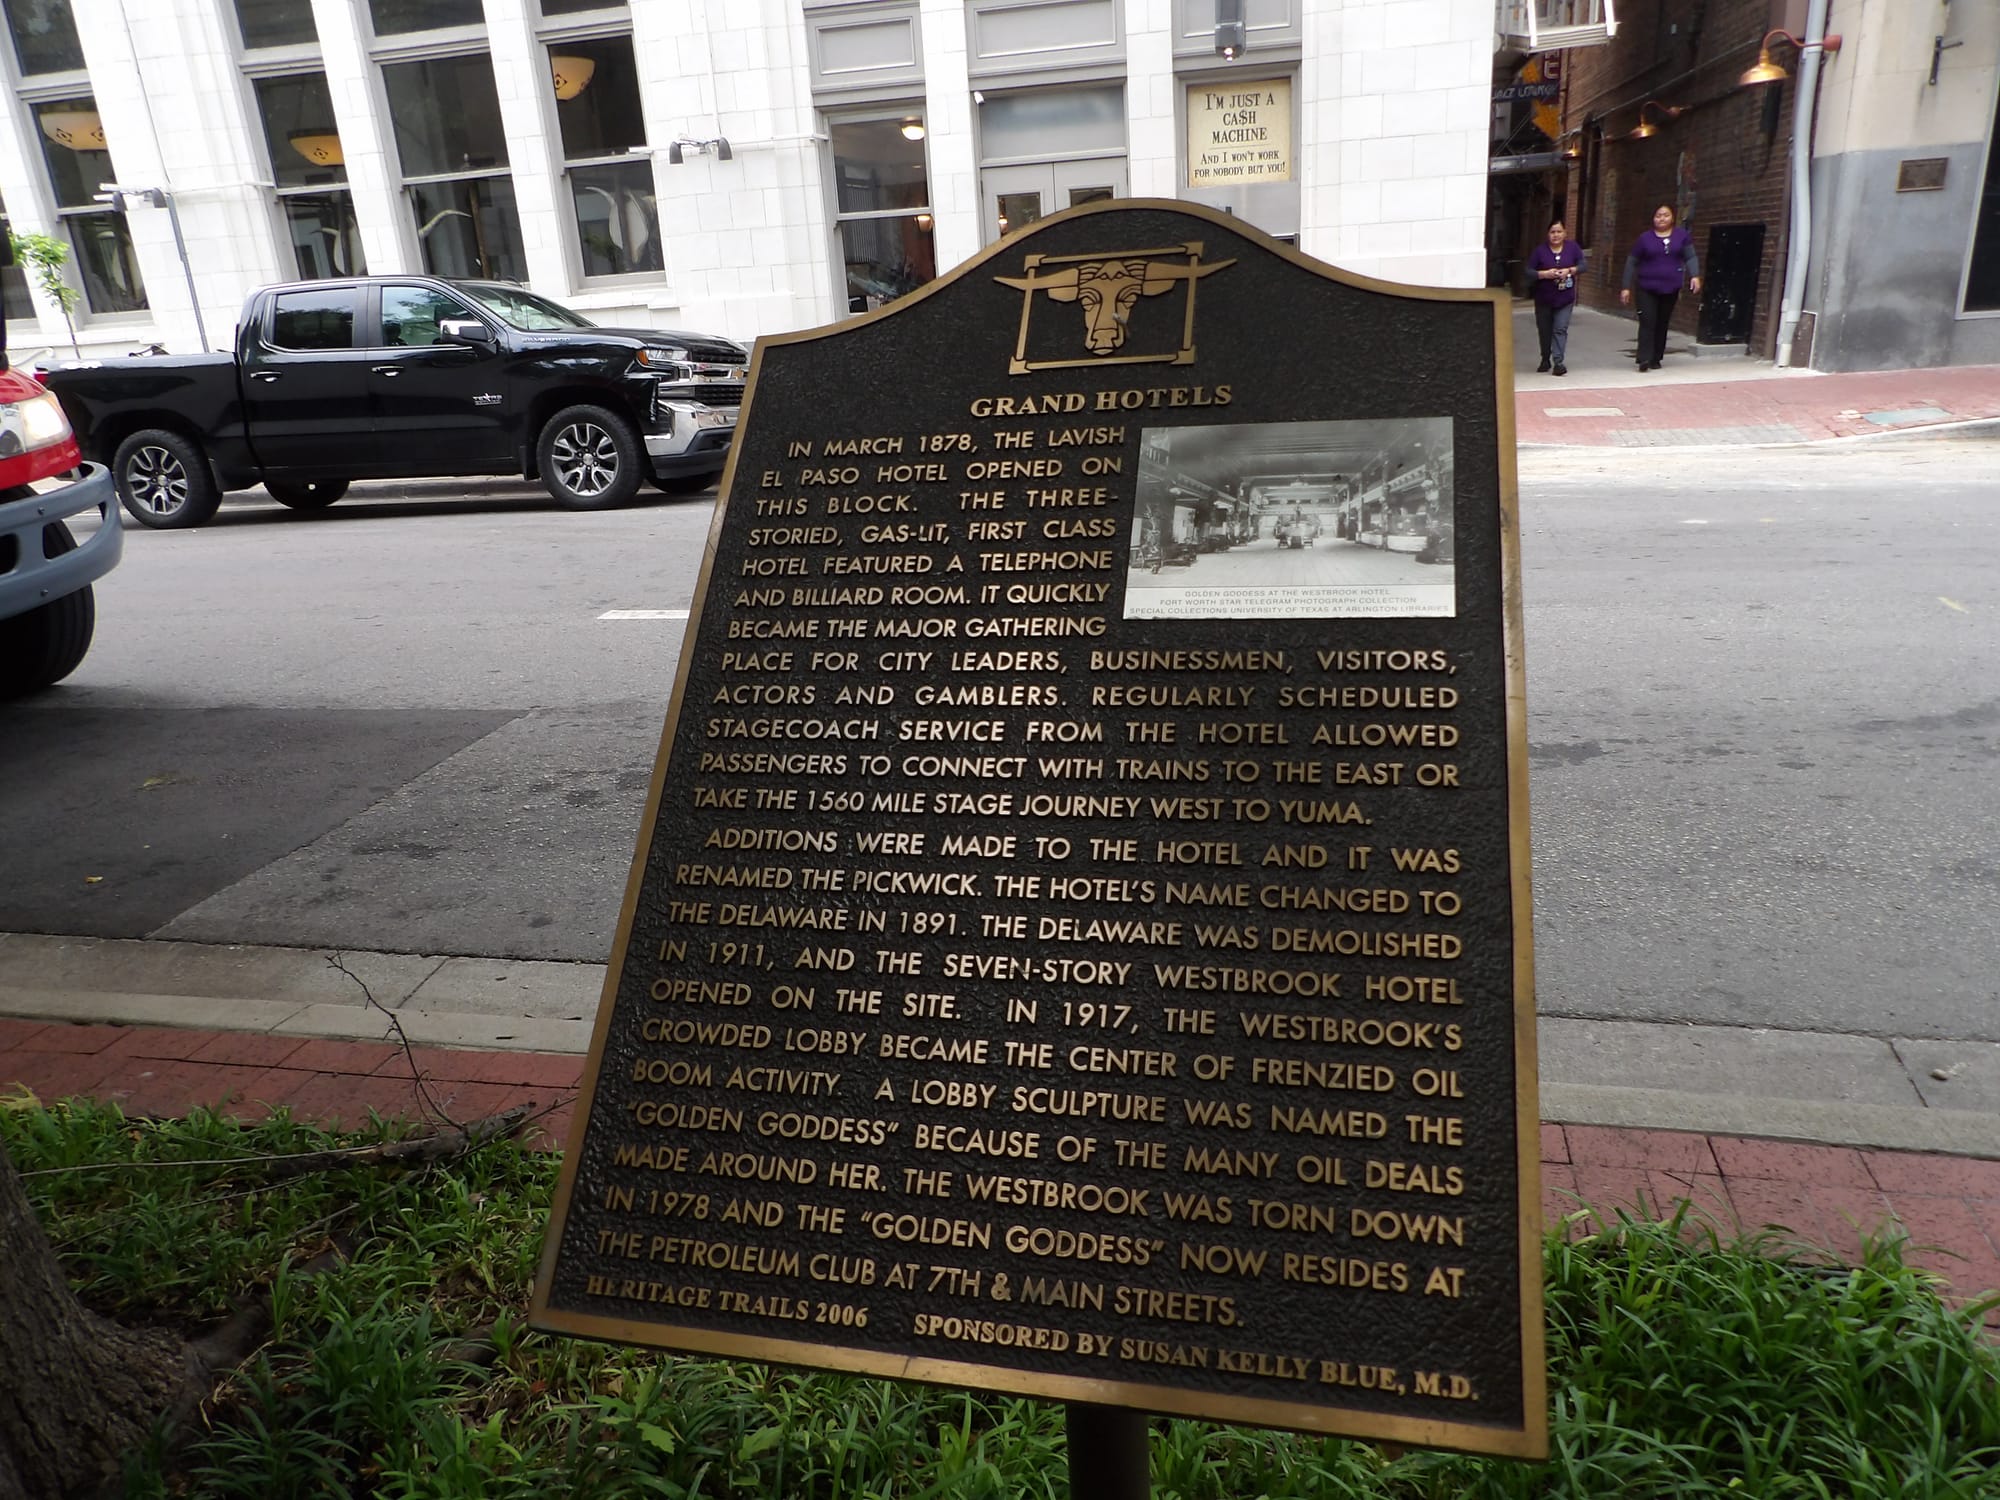 I'M JUST A
CA$H
MACHINE
AND I WON'T WORK
FOR NOBODY BUT YOU!
SILVERADO
TEXAS
GRAND HOTELS
IN MARCH 1878, THE LAVISH
EL PASO HOTEL OPENED ON
THIS BLOCK. THE THREE-
STORIED, GAS-LIT, FIRST CLASS
HOTEL FEATURED A TELEPHONE
AND BILLIARD ROOM. IT QUICKLY
BECAME THE MAJOR GATHERING
PLACE FOR CITY LEADERS, BUSINESSMEN, VISITORS,
ACTORS AND GAMBLERS. REGULARLY SCHEDULED
STAGECOACH SERVICE FROM THE HOTEL ALLOWED
PASSENGERS TO CONNECT WITH TRAINS TO THE EAST OR
TAKE THE 1560 MILE STAGE JOURNEY WEST TO YUMA.
GOLDEN GODDESS AT THE WESTBROOK HOTEL
FORT WORTH STAR TELEGRAM PHOTOGRAPH COLLECTION
SPECIAL COLLECTIONS UNIVERSITY OF TEXAS AT ARLINGTON LIBRARIES
ADDITIONS WERE MADE TO THE HOTEL AND IT WAS
RENAMED THE PICKWICK. THE HOTEL'S NAME CHANGED TO
THE DELAWARE IN 1891. THE DELAWARE WAS DEMOLISHED
IN 1911, AND THE SEVEN-STORY WESTBROOK HOTEL
OPENED ON THE SITE. IN 1917, THE WESTBROOK'S
CROWDED LOBBY BECAME THE CENTER OF FRENZIED OIL
BOOM ACTIVITY. A LOBBY SCULPTURE WAS NAMED THE
"GOLDEN GODDESS" BECAUSE OF THE MANY OIL DEALS
MADE AROUND HER. THE WESTBROOK WAS TORN DOWN
IN 1978 AND THE "GOLDEN GODDESS" NOW RESIDES AT
THE PETROLEUM CLUB AT 7TH & MAIN STREETS.
HERITAGE TRAILS 2006 SPONSORED BY SUSAN KELLY BLUE, M.D.